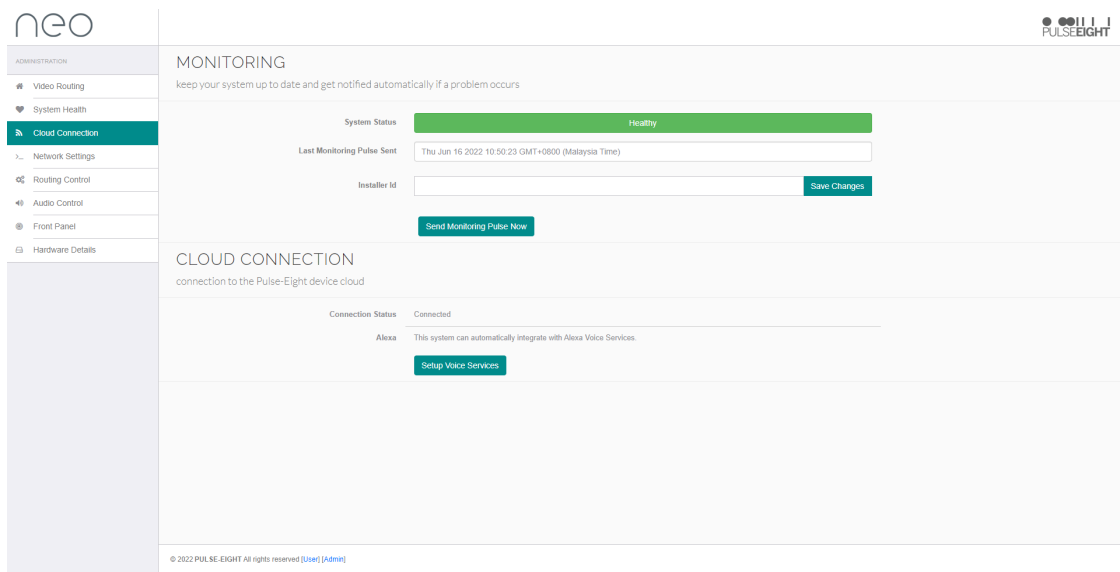 neo
PULSEEIGHT
ADMINISTRATION
Video Routing
System Health
Cloud Connection
Network Settings
Routing Control
Audio Control
Front Panel
Hardware Details
MONITORING
keep your system up to date and get notified automatically if a problem occurs
System Status Healthy
Last Monitoring Pulse Sent Thu Jun 16 2022 10:50:23 GMT+0800 (Malaysia Time)
Installer Id Save Changes
Send Monitoring Pulse Now
CLOUD CONNECTION
connection to the Pulse-Eight device cloud
Connection Status Connected
Alexa This system can automatically integrate with Alexa Voice Services.
Setup Voice Services
© 2022 PULSE-EIGHT All rights reserved [User] [Admin]